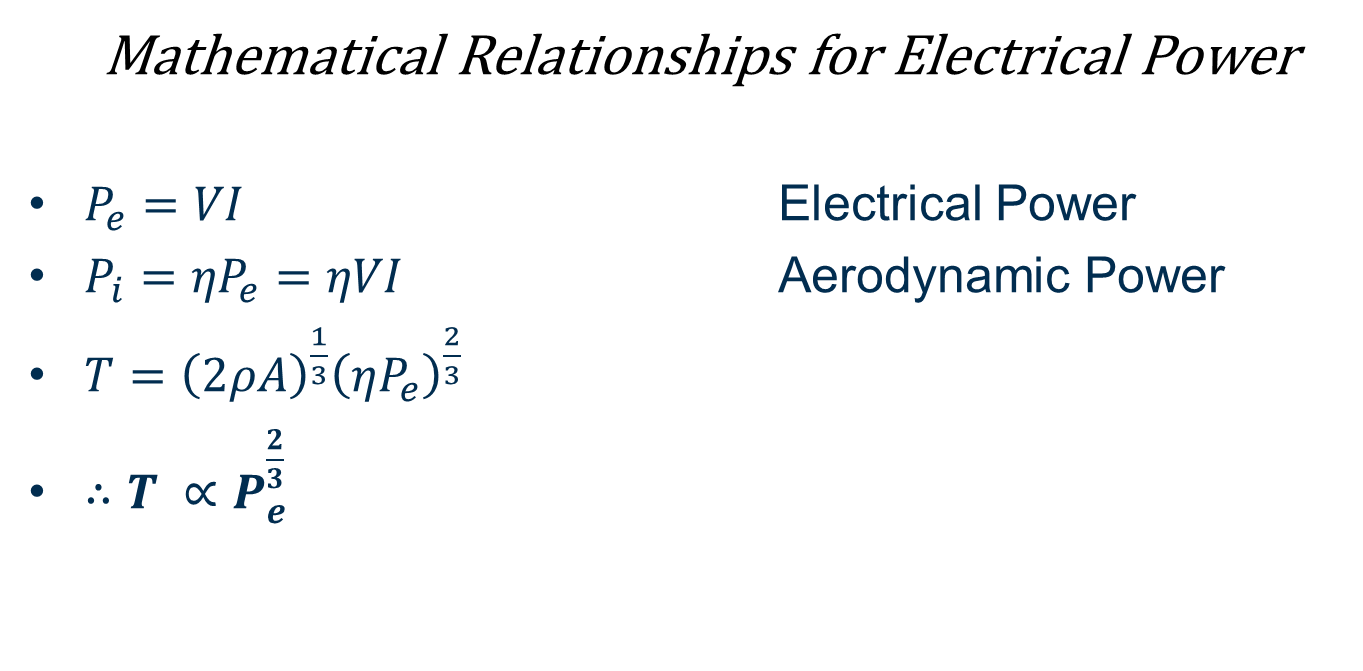 Mathematical Relationships for Electrical Power
• P_e = VI Electrical Power
• P_i = ηP_e = ηVI Aerodynamic Power
• T = (2ρA)^{1/3}(ηP_e)^{2/3}
• ∴ T ∝ P_e^{2/3}